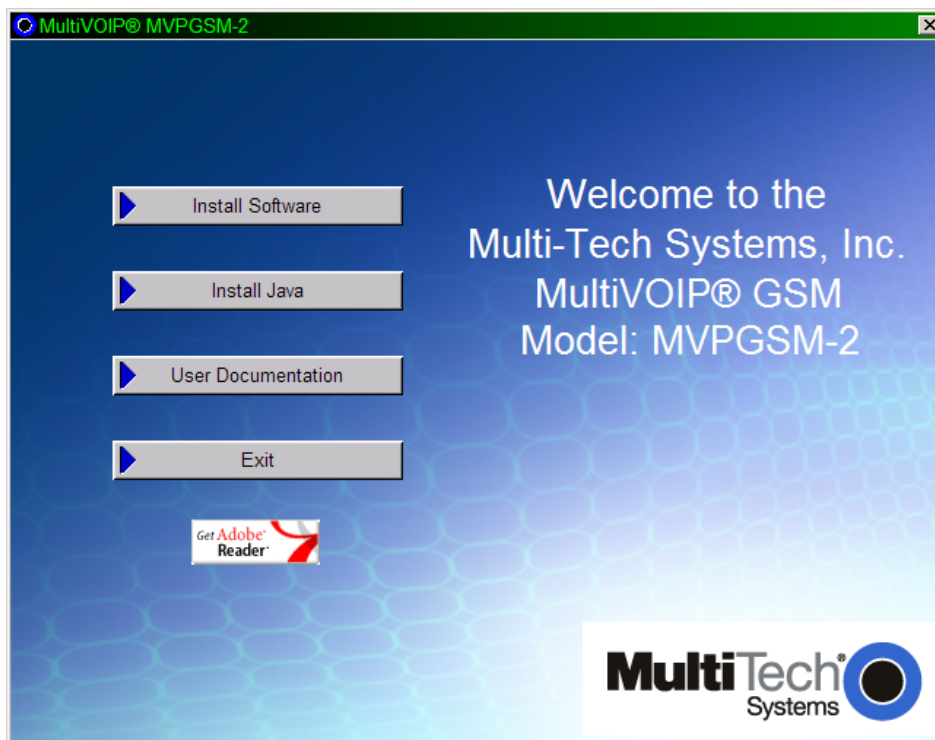 MultiVOIP® MVPGSM-2
Install Software
Install Java
User Documentation
Exit
Get Adobe®
Reader®
Welcome to the
Multi-Tech Systems, Inc.
MultiVOIP® GSM
Model: MVPGSM-2
MultiTech®
Systems